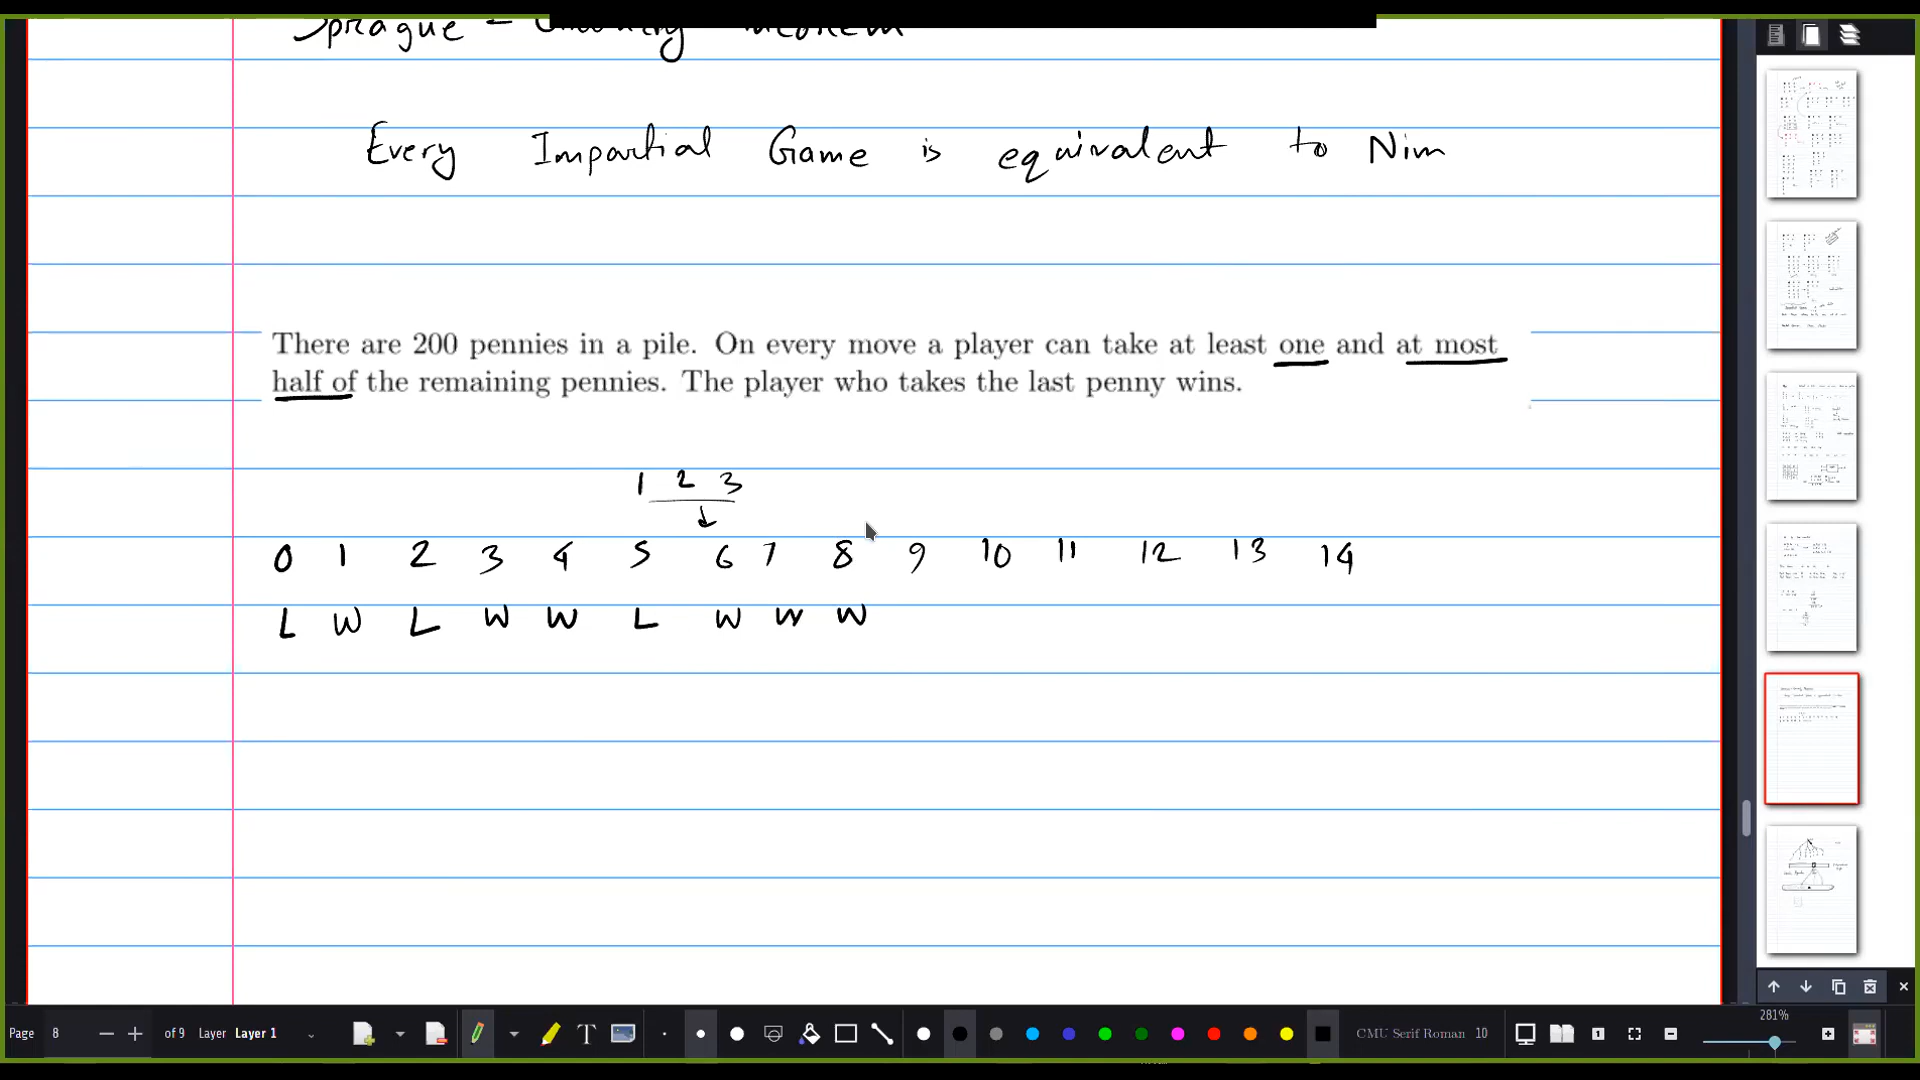 Sprague - Grundy Theorem
Every Impartial Game is equivalent to Nim
There are 200 pennies in a pile. On every move a player can take at least one and at most
half of the remaining pennies. The player who takes the last penny wins.
1 2 3
0 1 2 3 4 5 6 7 8 9 10 11 12 13 14
L W L W W L W W W
281%
Page 8 of 9 Layer Layer 1 CMU Serif Roman 10